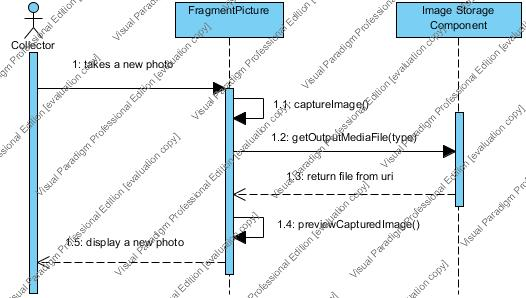 FragmentPicture
Image Storage
Component
Collector
1: takes a new photo
1.1: captureImage()
1.2: getOutputMediaFile(type)
1.3: return file from uri
1.4: previewCapturedImage()
1.5: display a new photo
Visual Paradigm Professional Edition [evaluation copy]